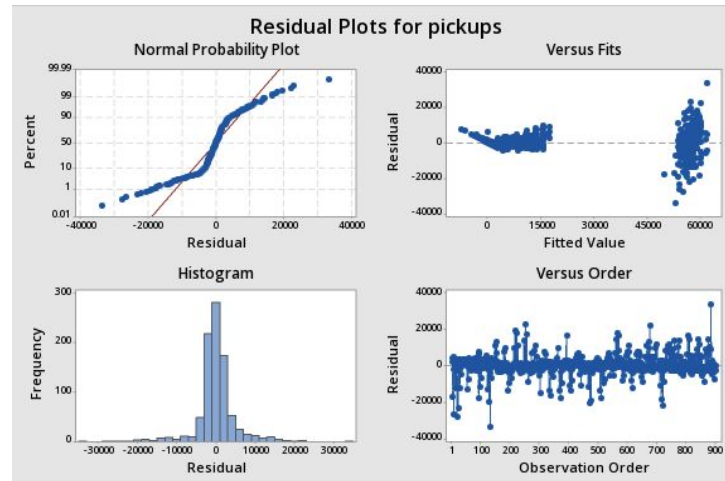 Residual Plots for pickups
Normal Probability Plot
99.99
99
90
50
10
1
0.01
Percent
-40000 -20000 0 20000 40000
Residual
Versus Fits
40000
20000
0
-20000
-40000
Residual
0 15000 30000 45000 60000
Fitted Value
Histogram
300
200
100
0
Frequency
-30000 -20000 -10000 0 10000 20000 30000
Residual
Versus Order
40000
20000
0
-20000
-40000
Residual
1 100 200 300 400 500 600 700 800 900
Observation Order